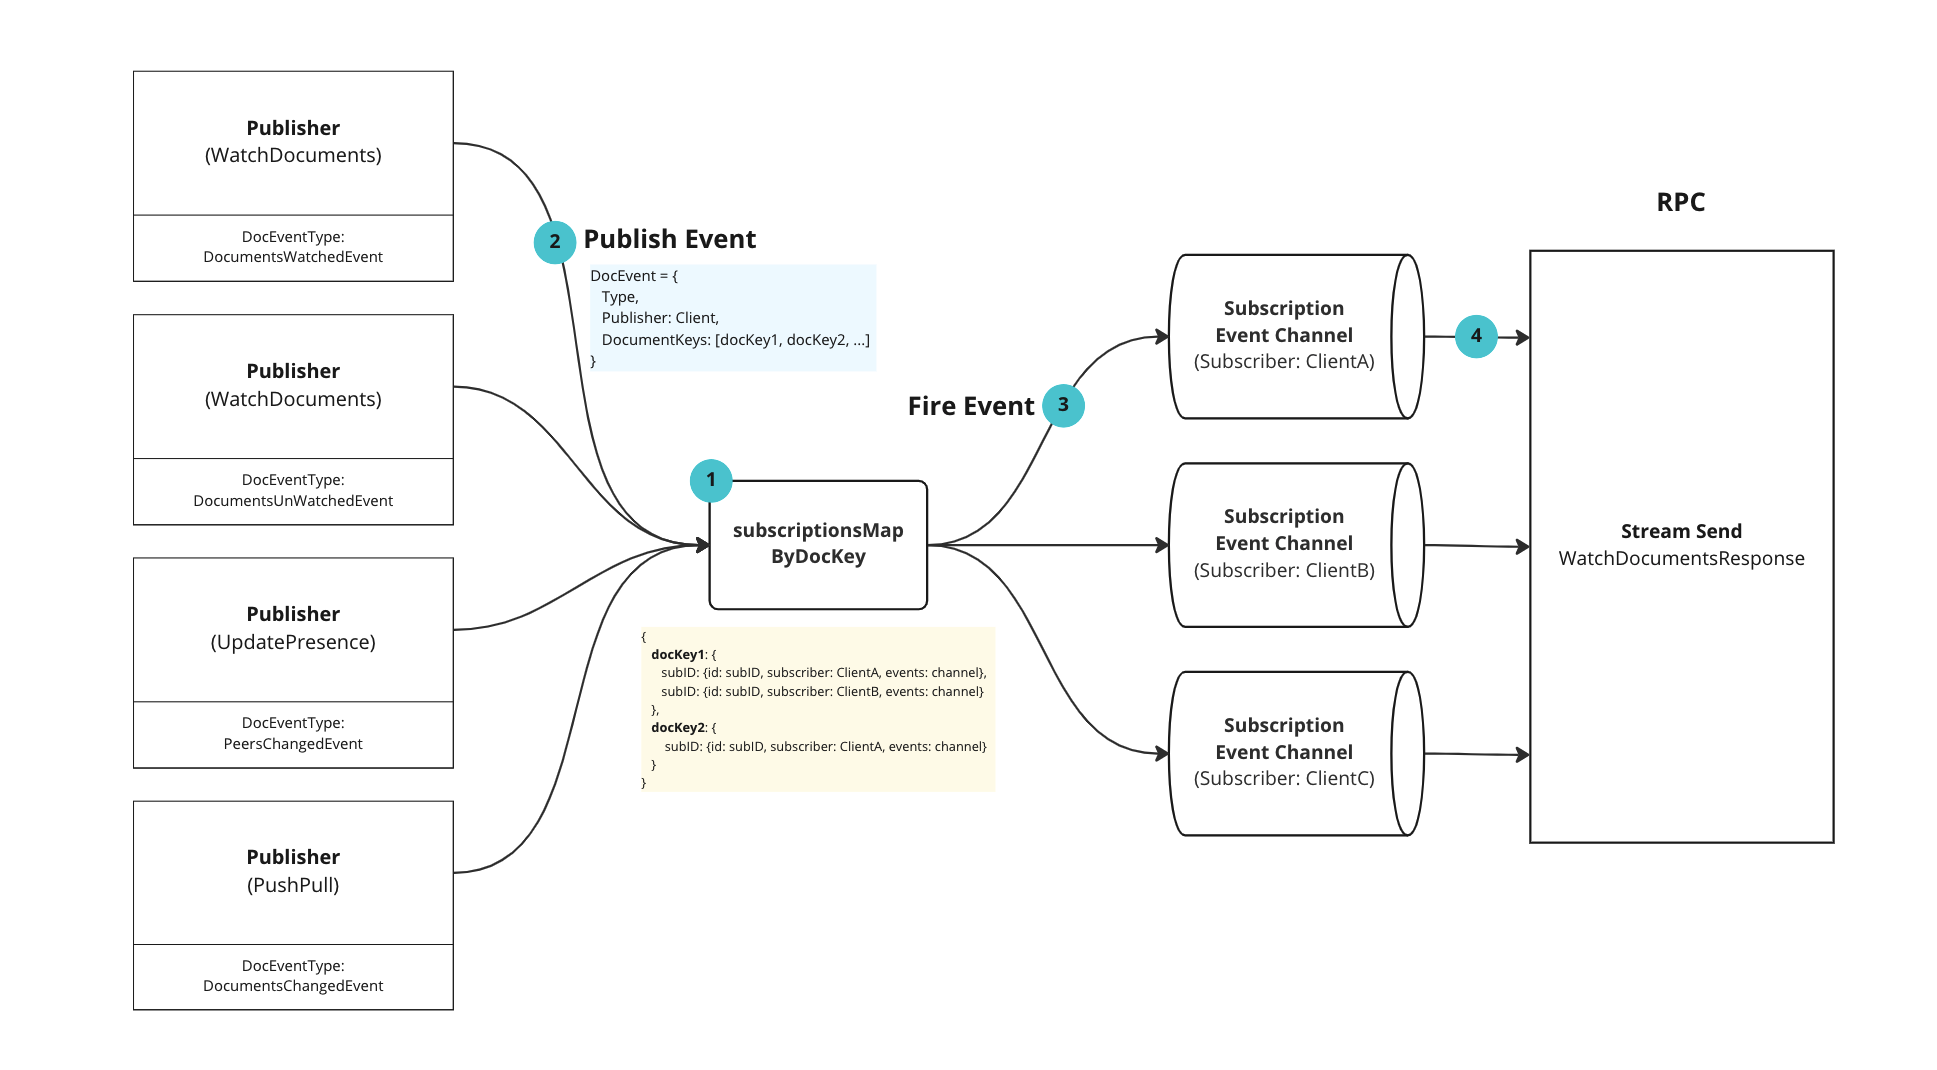 Publisher
(WatchDocuments)
DocEventType:
DocumentsWatchedEvent
Publisher
(WatchDocuments)
DocEventType:
DocumentsUnWatchedEvent
Publisher
(UpdatePresence)
DocEventType:
PeersChangedEvent
Publisher
(PushPull)
DocEventType:
DocumentsChangedEvent
2
Publish Event
DocEvent = {
Type,
Publisher: Client,
DocumentKeys: [docKey1, docKey2, ...]
}
1
subscriptionsMap
ByDocKey
{
docKey1: {
subID: {id: subID, subscriber: ClientA, events: channel},
subID: {id: subID, subscriber: ClientB, events: channel}
},
docKey2: {
subID: {id: subID, subscriber: ClientA, events: channel}
}
}
Fire Event
3
Subscription
Event Channel
(Subscriber: ClientA)
Subscription
Event Channel
(Subscriber: ClientB)
Subscription
Event Channel
(Subscriber: ClientC)
4
RPC
Stream Send
WatchDocumentsResponse